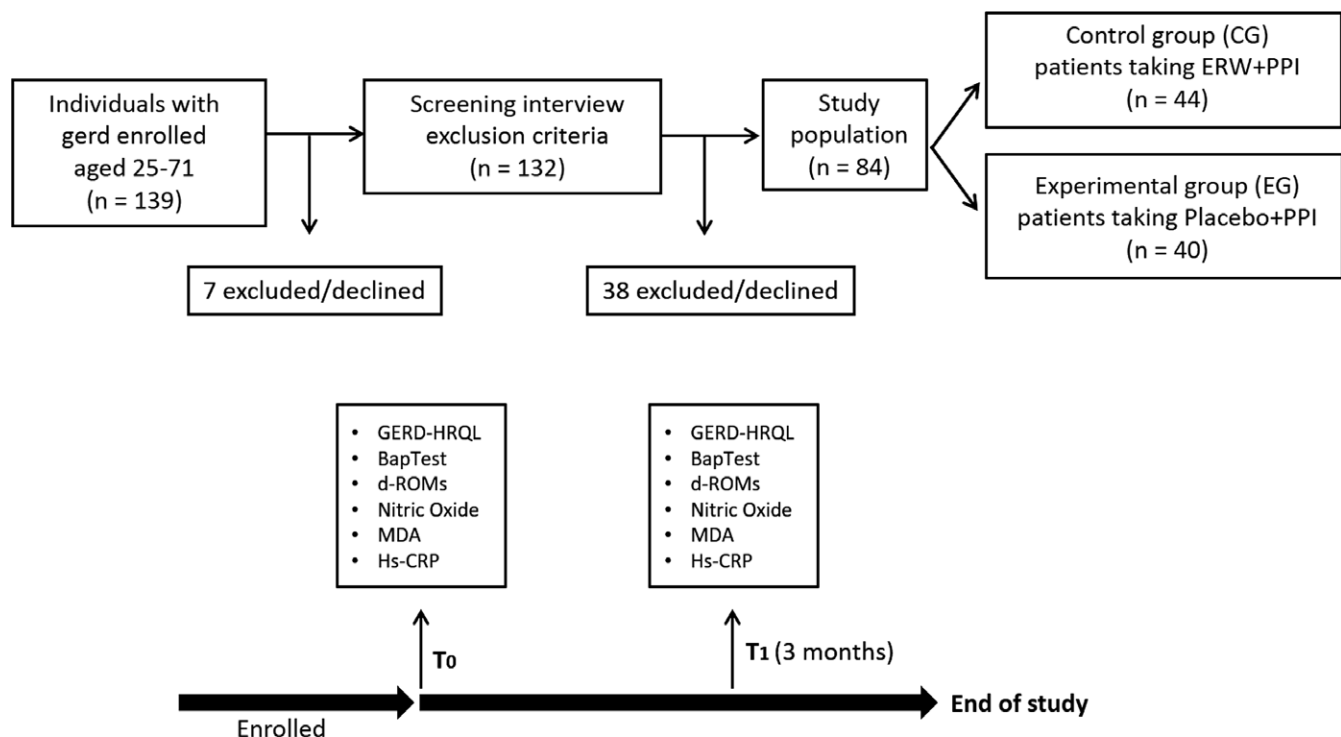 Individuals with
gerd enrolled
aged 25-71
(n = 139)
Screening interview
exclusion criteria
(n = 132)
Study
population
(n = 84)
Control group (CG)
patients taking ERW+PPI
(n = 44)
Experimental group (EG)
patients taking Placebo+PPI
(n = 40)
7 excluded/declined
38 excluded/declined
• GERD-HRQL
• BapTest
• d-ROMs
• Nitric Oxide
• MDA
• Hs-CRP
• GERD-HRQL
• BapTest
• d-ROMs
• Nitric Oxide
• MDA
• Hs-CRP
T0
T1 (3 months)
Enrolled
End of study